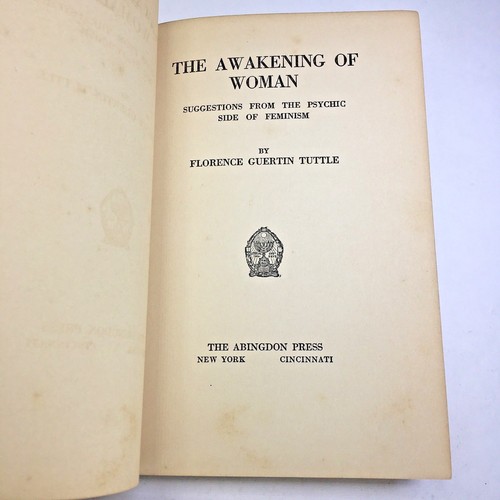 THE AWAKENING OF
WOMAN
SUGGESTIONS FROM THE PSYCHIC
SIDE OF FEMINISM
BY
FLORENCE GUERTIN TUTTLE
THE ABINGDON PRESS
NEW YORK CINCINNATI